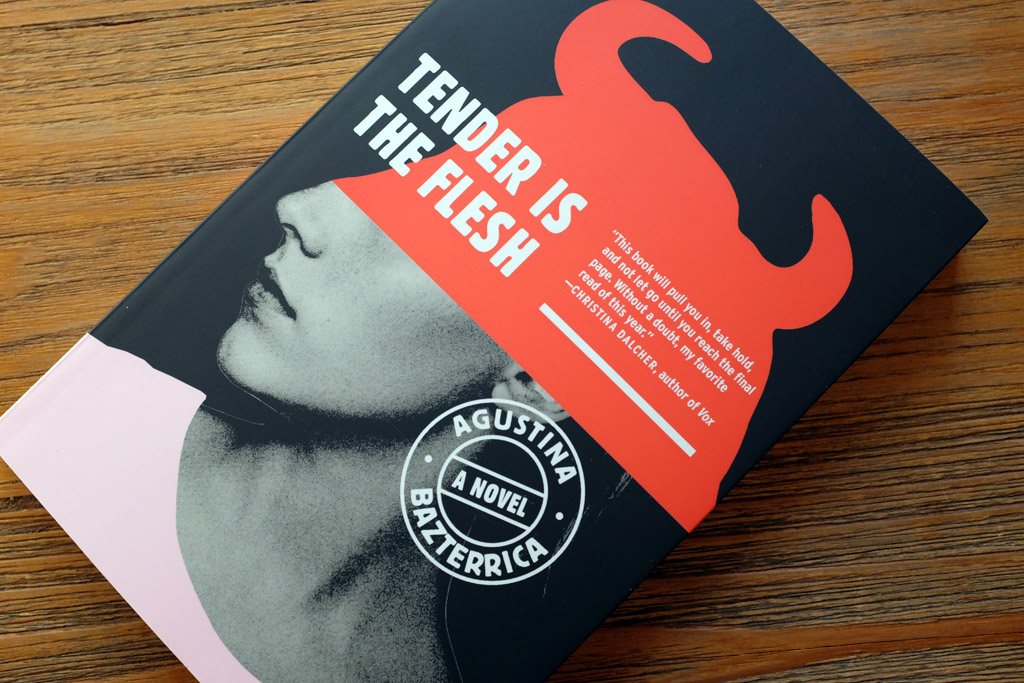 TENDER IS
THE FLESH
“This book will pull you in, take hold,
and not let go until you reach the final
page. Without a doubt, my favorite
read of this year.”
—CHRISTINA DALCHER, author of Vox
AGUSTINA
A NOVEL
BAZTERRICA